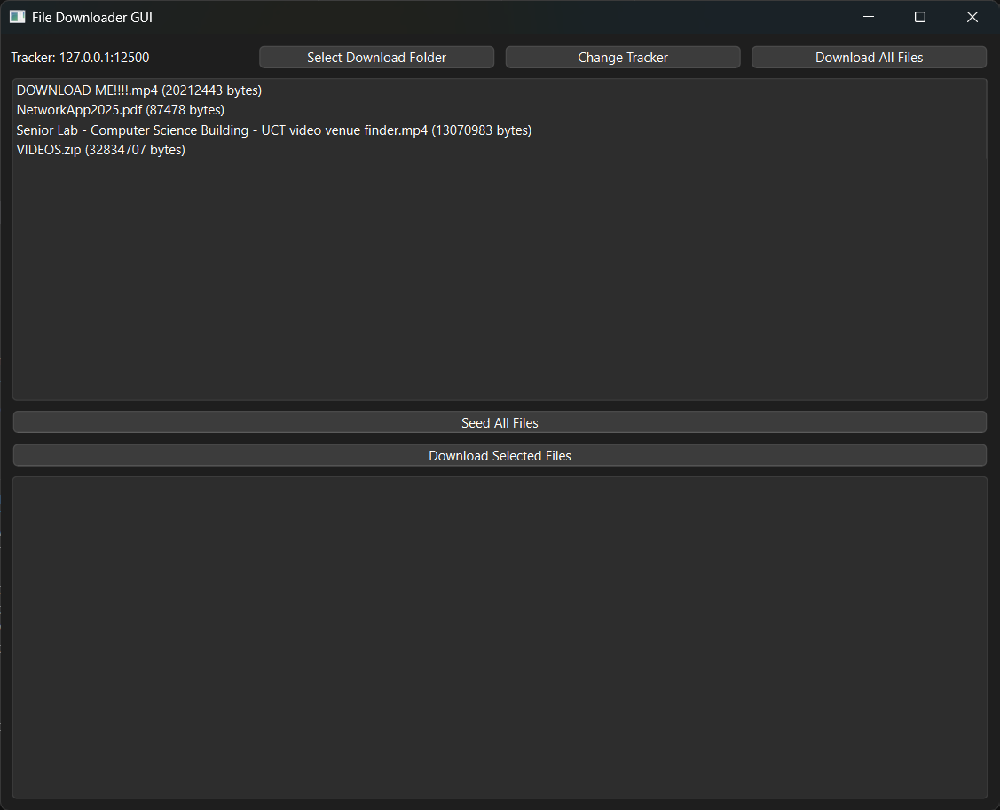 File Downloader GUI
Tracker: 127.0.0.1:12500
Select Download Folder
Change Tracker
Download All Files
DOWNLOAD ME!!!!.mp4 (20212443 bytes)
NetworkApp2025.pdf (87478 bytes)
Senior Lab - Computer Science Building - UCT video venue finder.mp4 (13070983 bytes)
VIDEOS.zip (32834707 bytes)
Seed All Files
Download Selected Files